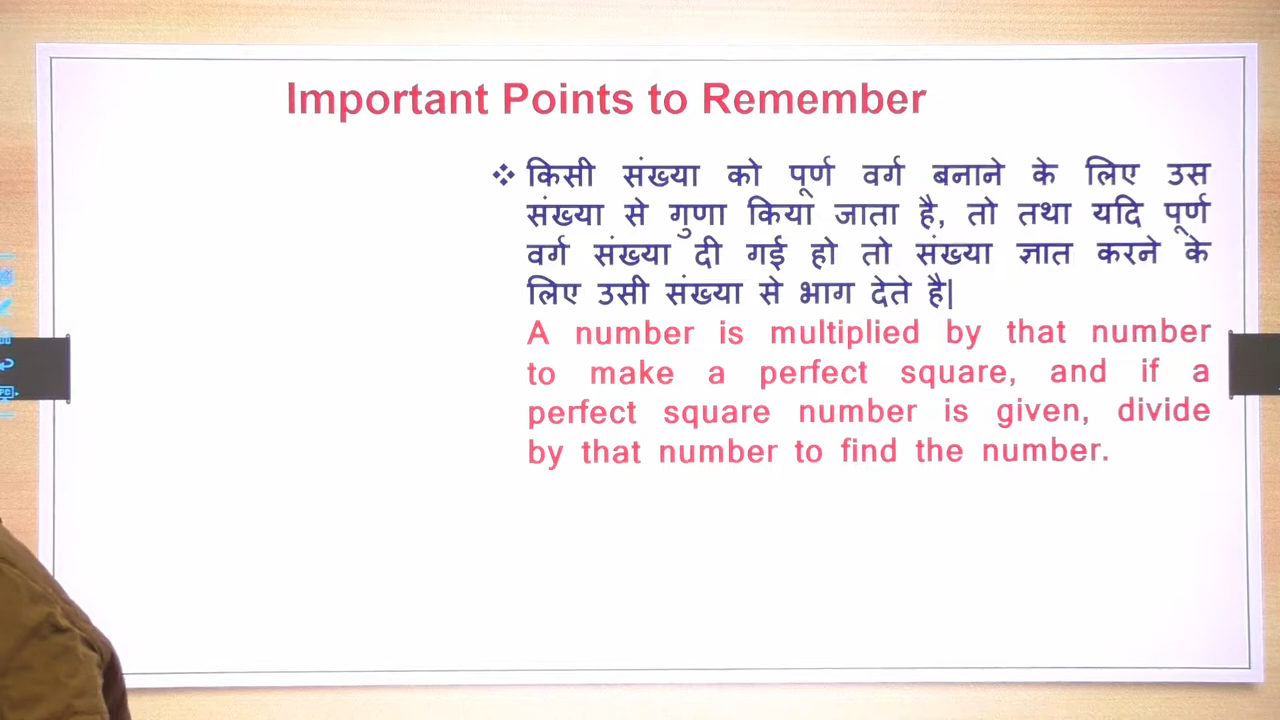 Important Points to Remember
❖ किसी संख्या को पूर्ण वर्ग बनाने के लिए उस
संख्या से गुणा किया जाता है, तो तथा यदि पूर्ण
वर्ग संख्या दी गई हो तो संख्या ज्ञात करने के
लिए उसी संख्या से भाग देते है|
A number is multiplied by that number
to make a perfect square, and if a
perfect square number is given, divide
by that number to find the number.